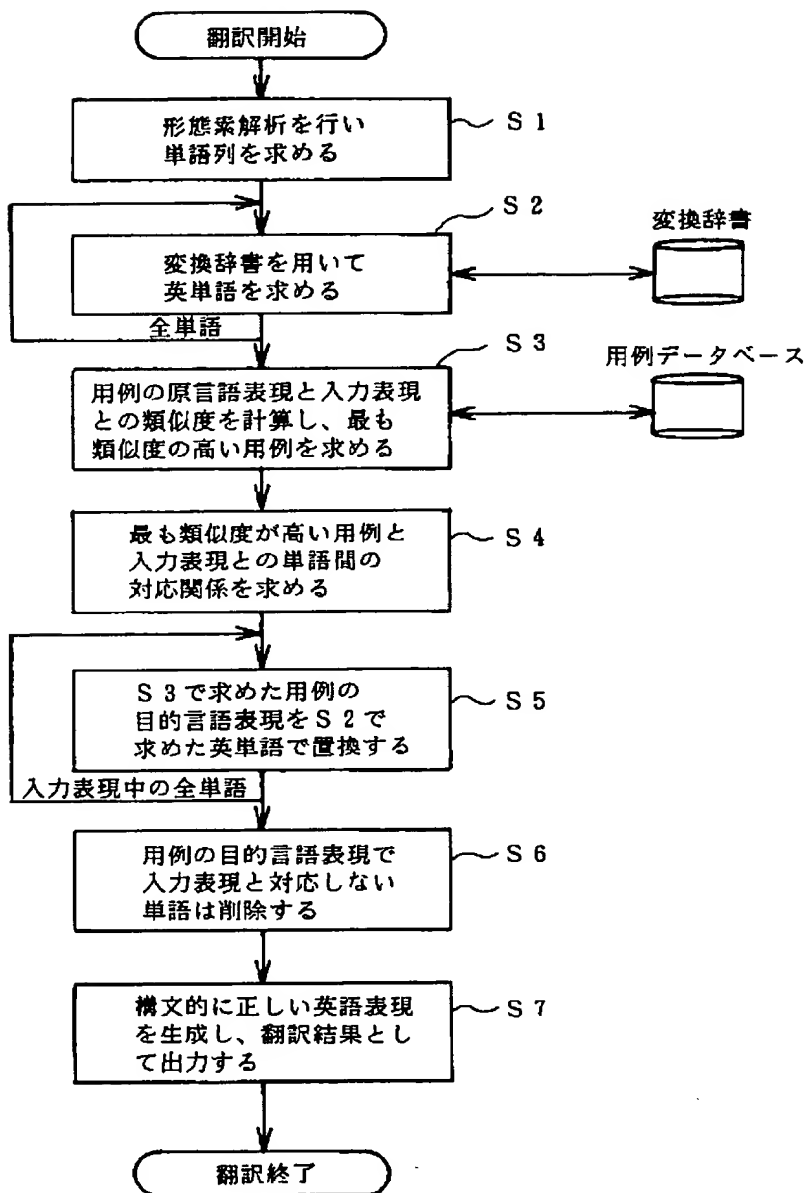 翻訳開始
形態素解析を行い
単語列を求める
S1
S2
変換辞書を用いて
英単語を求める
変換辞書
全単語
S3
用例の原言語表現と入力表現
との類似度を計算し、最も
類似度の高い用例を求める
用例データベース
最も類似度が高い用例と
入力表現との単語間の
対応関係を求める
S4
S3で求めた用例の
目的言語表現をS2で
求めた英単語で置換する
S5
入力表現中の全単語
用例の目的言語表現で
入力表現と対応しない
単語は削除する
S6
構文的に正しい英語表現
を生成し、翻訳結果とし
て出力する
S7
翻訳終了